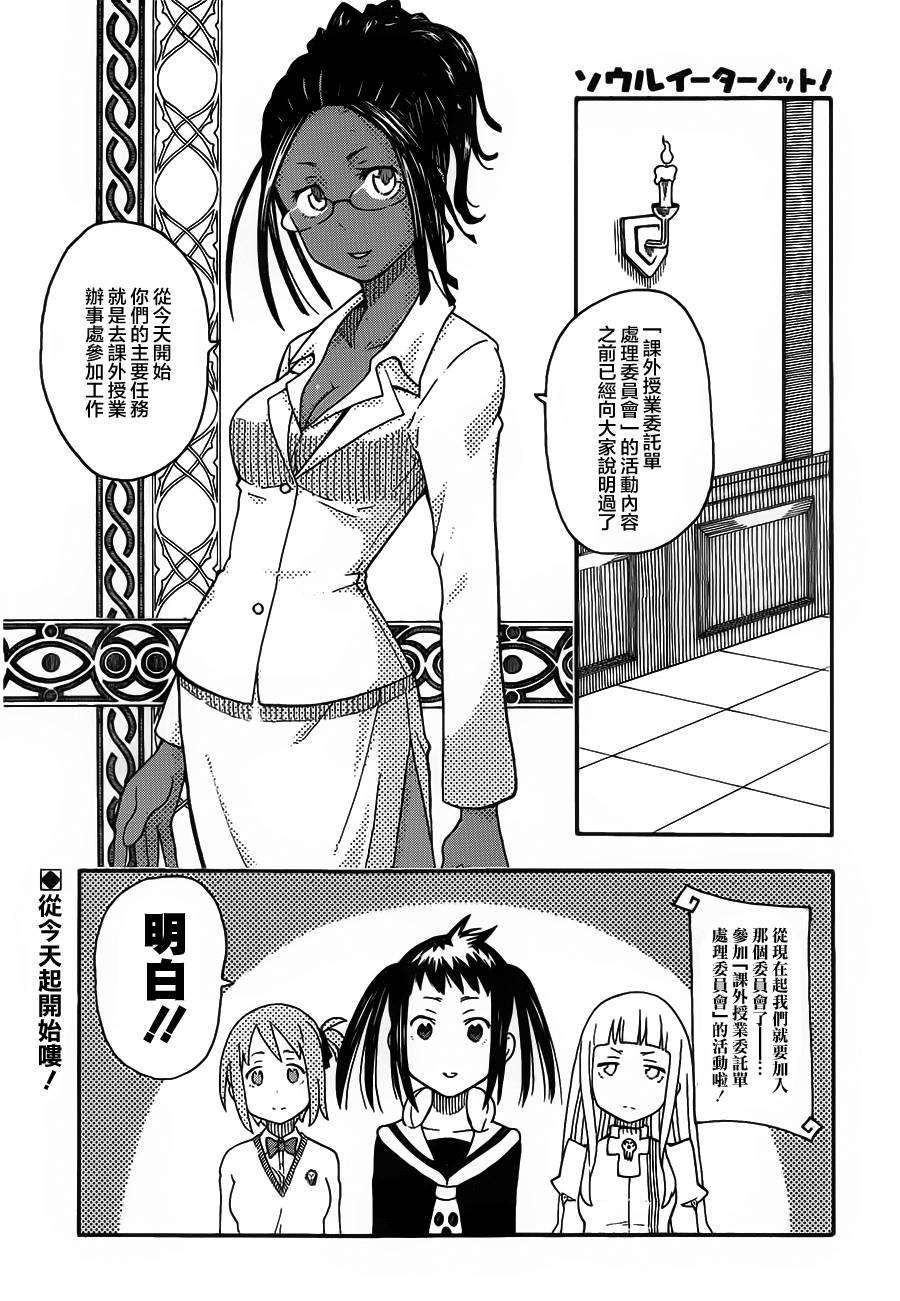 ソウルイーターノット！
「課外授業委託單
處理委員會」的活動內容
之前已經向大家說明過了
從今天開始
你們的主要任務
就是去課外授業
辦事處參加工作
從現在起我們就要加入
那個委員會了———……
參加「課外授業委託單
處理委員會」的活動啦！
明白！！
◆從今天起開始嘍！